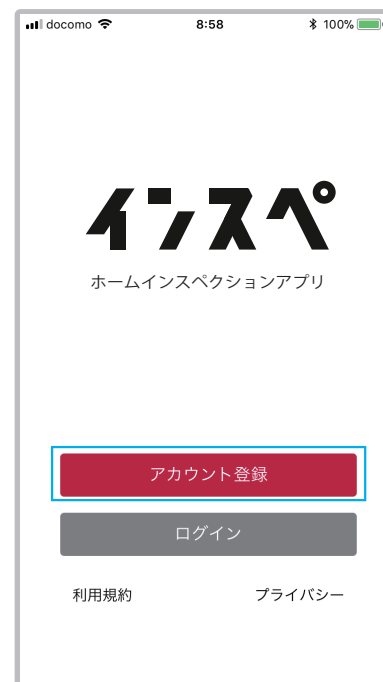 docomo 8:58 100%
インスペ
ホームインスペクションアプリ
アカウント登録
ログイン
利用規約 プライバシー